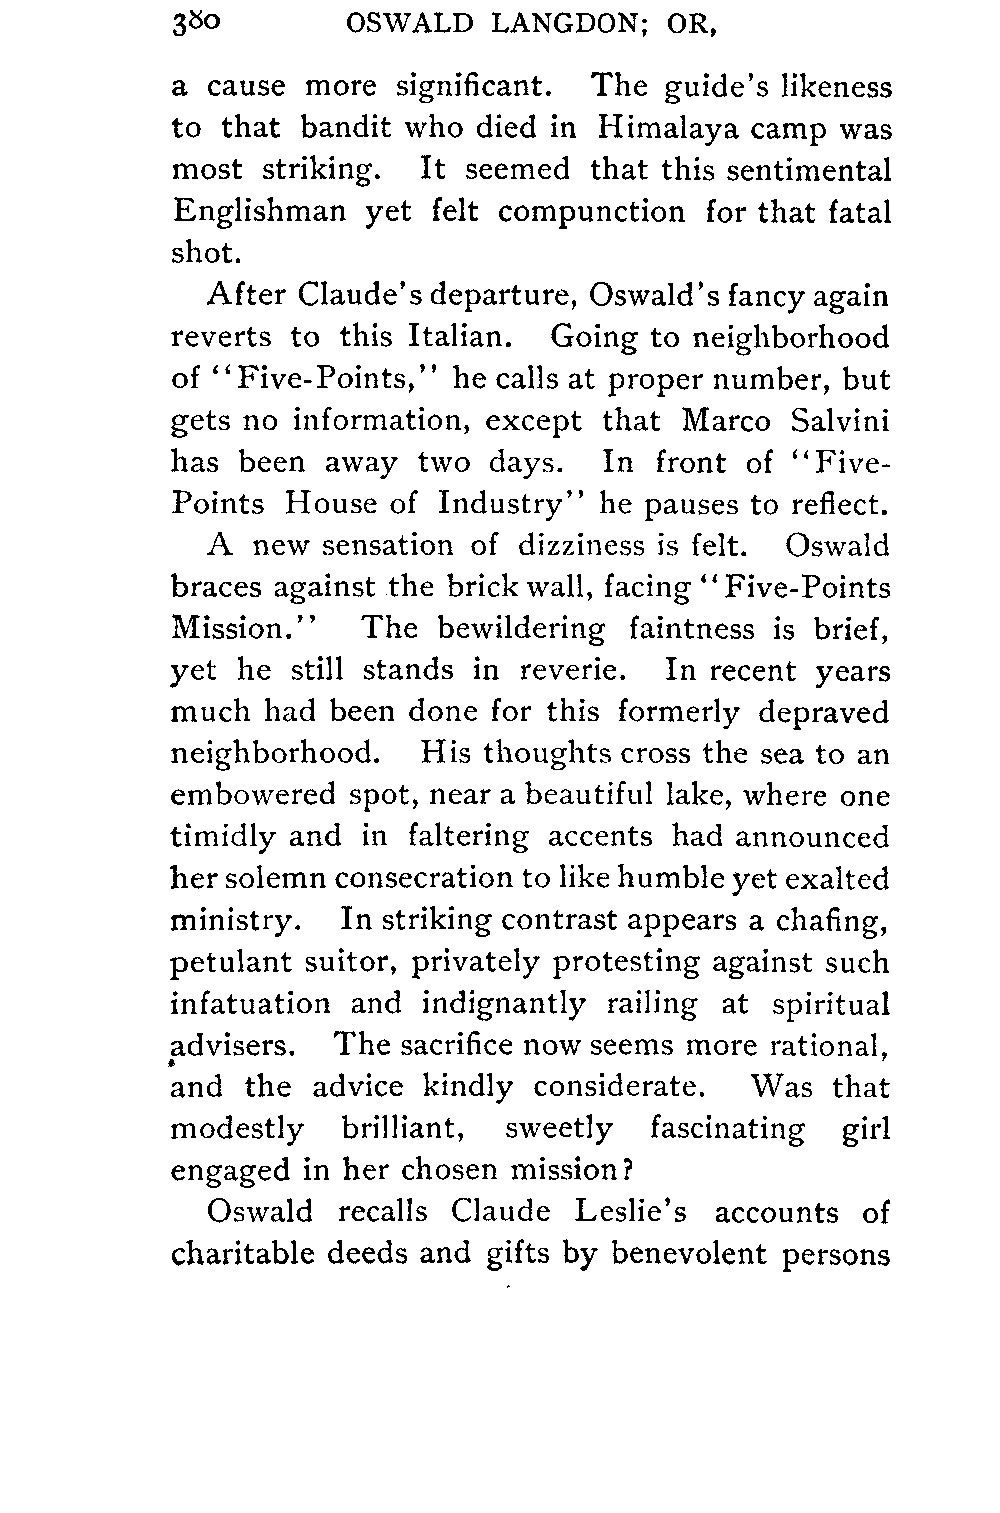 380 OSWALD LANGDON; OR,
a cause more significant. The guide's likeness
to that bandit who died in Himalaya camp was
most striking. It seemed that this sentimental
Englishman yet felt compunction for that fatal
shot.
After Claude's departure, Oswald's fancy again
reverts to this Italian. Going to neighborhood
of "Five-Points," he calls at proper number, but
gets no information, except that Marco Salvini
has been away two days. In front of "Five-
Points House of Industry" he pauses to reflect.
A new sensation of dizziness is felt. Oswald
braces against the brick wall, facing "Five-Points
Mission." The bewildering faintness is brief,
yet he still stands in reverie. In recent years
much had been done for this formerly depraved
neighborhood. His thoughts cross the sea to an
embowered spot, near a beautiful lake, where one
timidly and in faltering accents had announced
her solemn consecration to like humble yet exalted
ministry. In striking contrast appears a chafing,
petulant suitor, privately protesting against such
infatuation and indignantly railing at spiritual
advisers. The sacrifice now seems more rational,
and the advice kindly considerate. Was that
modestly brilliant, sweetly fascinating girl
engaged in her chosen mission?
Oswald recalls Claude Leslie's accounts of
charitable deeds and gifts by benevolent persons